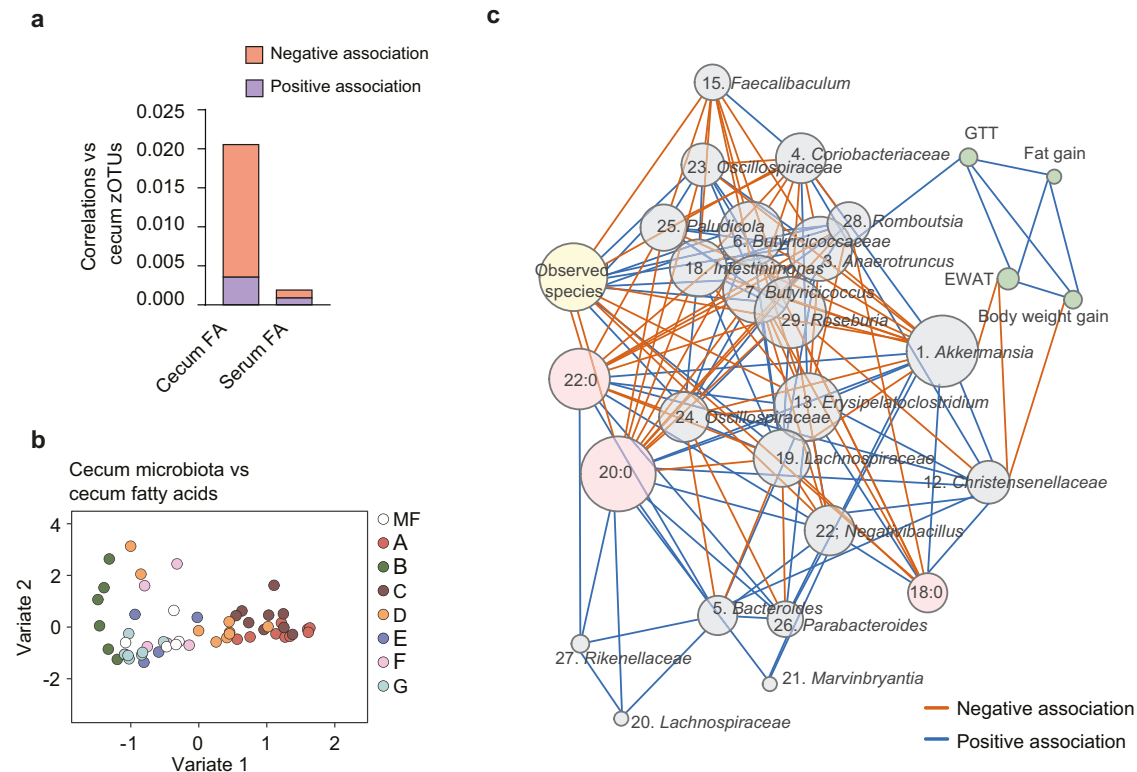 a
Negative association
Positive association
Correlations vs
cecum zOTUs
0.025
0.020
0.015
0.010
0.005
0.000
Cecum FA
Serum FA
b
Cecum microbiota vs
cecum fatty acids
Variate 2
4
2
0
-2
-1
0
1
2
Variate 1
MF
A
B
C
D
E
F
G
c
15. Faecalibaculum
4. Coriobacteriaceae
23. Oscillospiraceae
GTT
Fat gain
25. Paludicola
28. Romboutsia
6. Butyricicoccaceae
3. Anaerotruncus
18. Intestinimonas
Observed
species
EWAT
7. Butyricicoccus
Body weight gain
29. Roseburia
1. Akkermansia
22:0
13. Erysipelatoclostridium
24. Oscillospiraceae
20:0
19. Lachnospiraceae
12. Christensenellaceae
22; Negativibacillus
18:0
5. Bacteroides
26. Parabacteroides
27. Rikenellaceae
21. Marvinbryantia
20. Lachnospiraceae
Negative association
Positive association